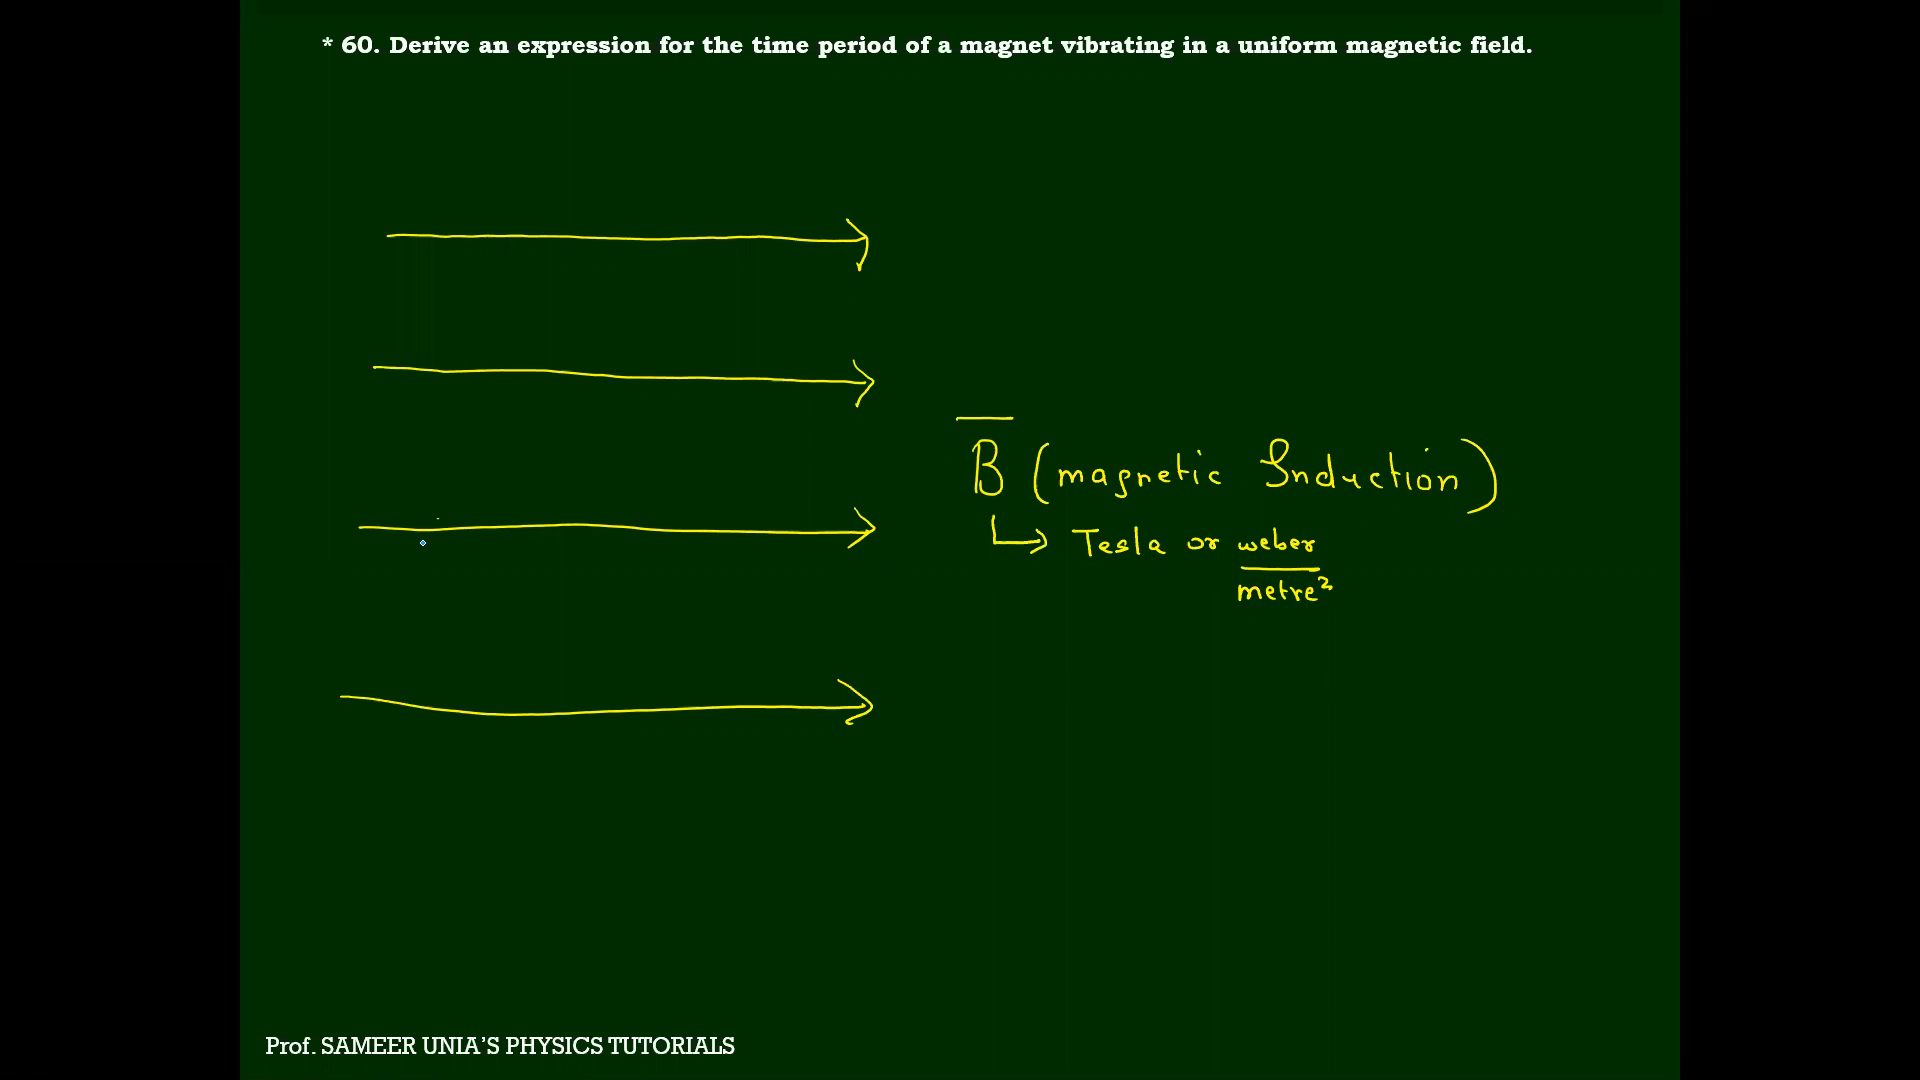 * 60. Derive an expression for the time period of a magnet vibrating in a uniform magnetic field.
B (magnetic Induction)
Tesla or weber
metre²
Prof. SAMEER UNIA'S PHYSICS TUTORIALS